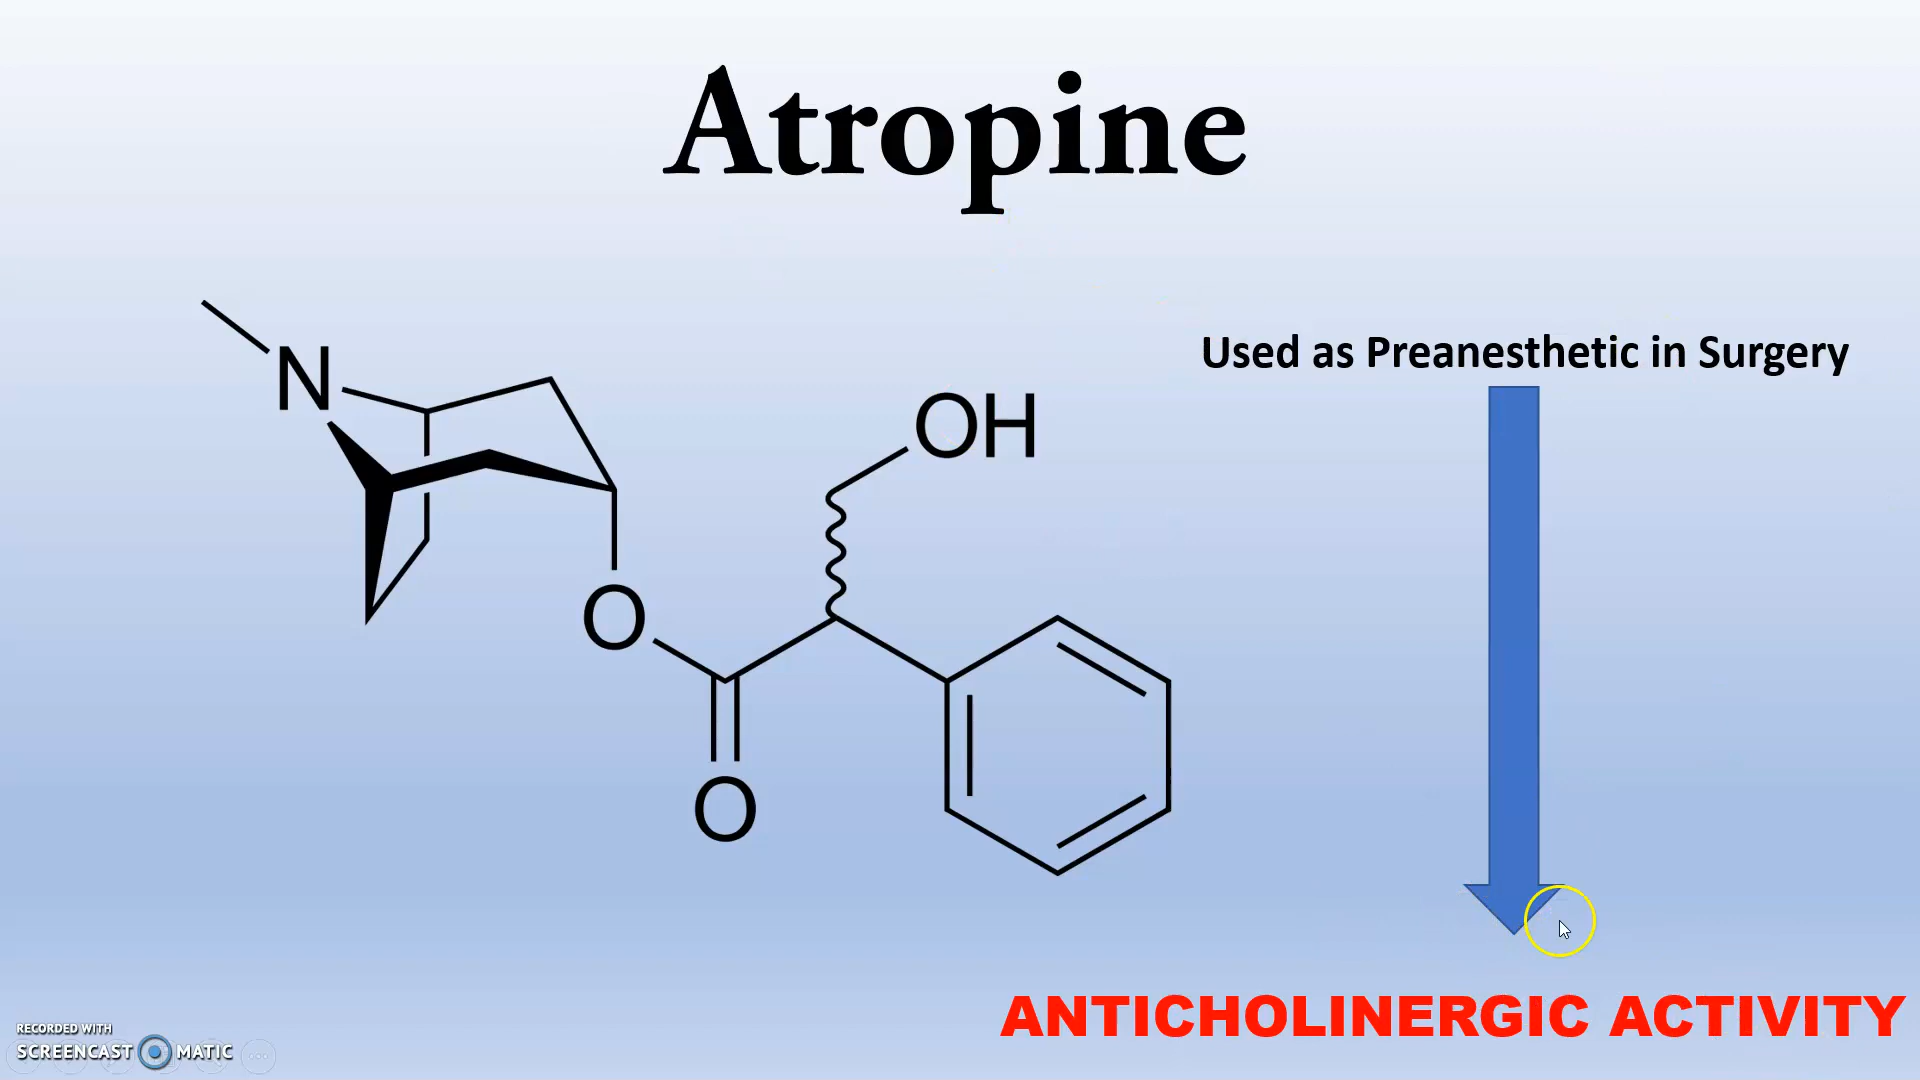 Atropine
N
OH
Used as Preanesthetic in Surgery
O
O
ANTICHOLINERGIC ACTIVITY
RECORDED WITH
SCREENCAST MATIC